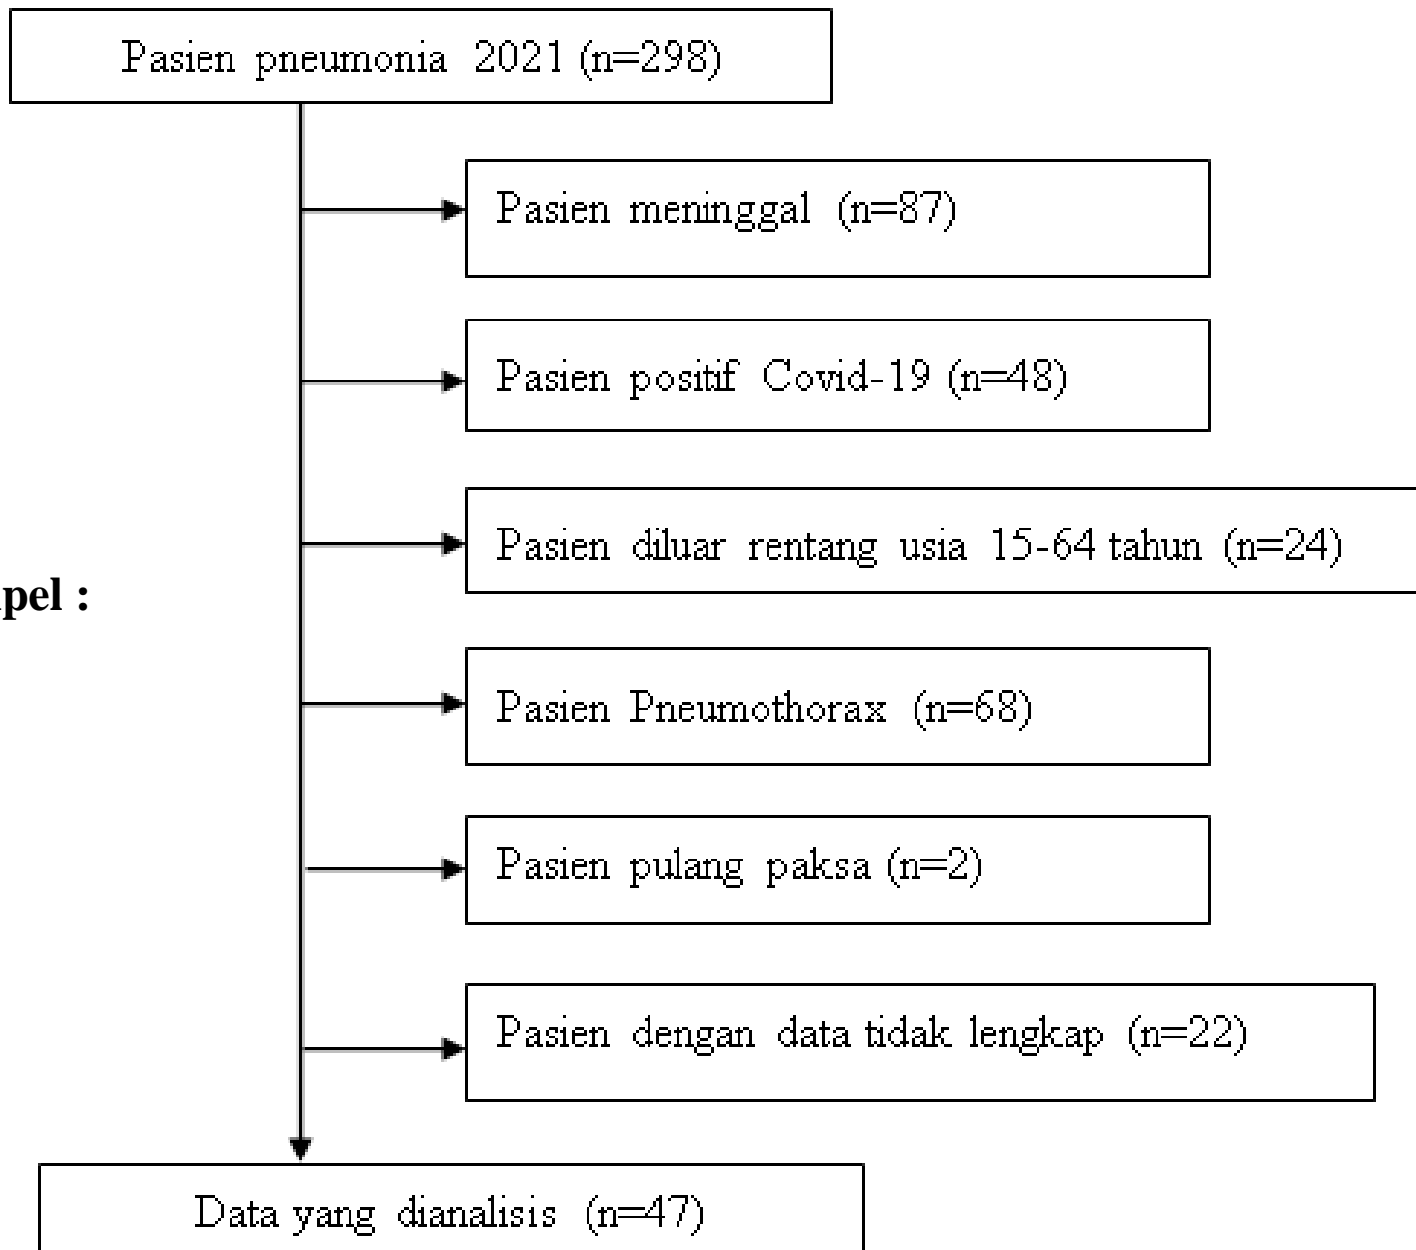 Pasien pneumonia 2021 (n=298)
Pasien meninggal (n=87)
Pasien positif Covid-19 (n=48)
Pasien diluar rentang usia 15-64 tahun (n=24)
pel :
Pasien Pneumothorax (n=68)
Pasien pulang paksa (n=2)
Pasien dengan data tidak lengkap (n=22)
Data yang dianalisis (n=47)